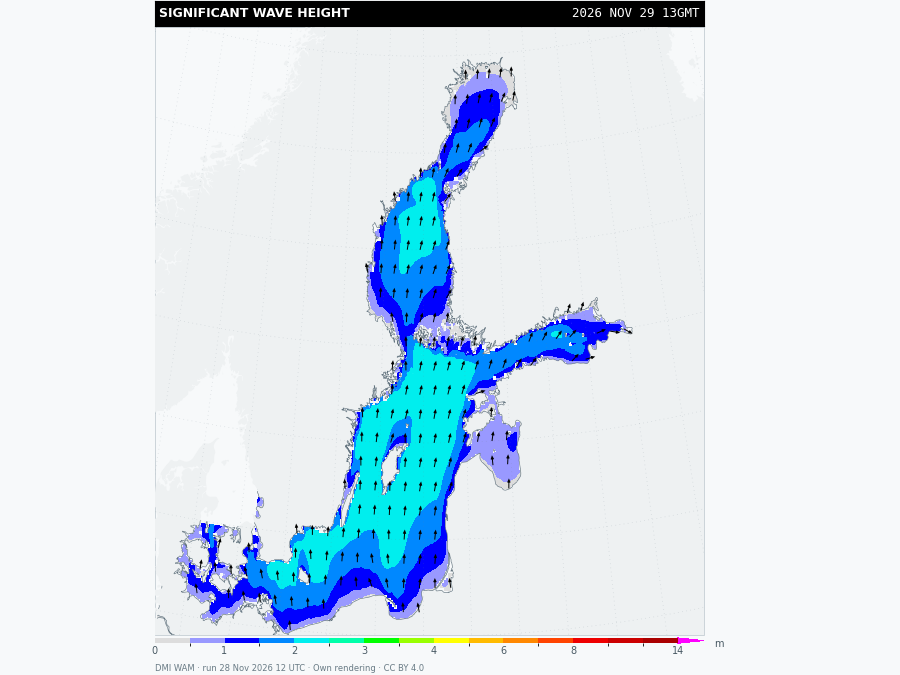 SIGNIFICANT WAVE HEIGHT 2026 NOV 29 13GMT
0 1 2 3 4 6 8 14 m
DMI WAM · run 28 Nov 2026 12 UTC · Own rendering · CC BY 4.0